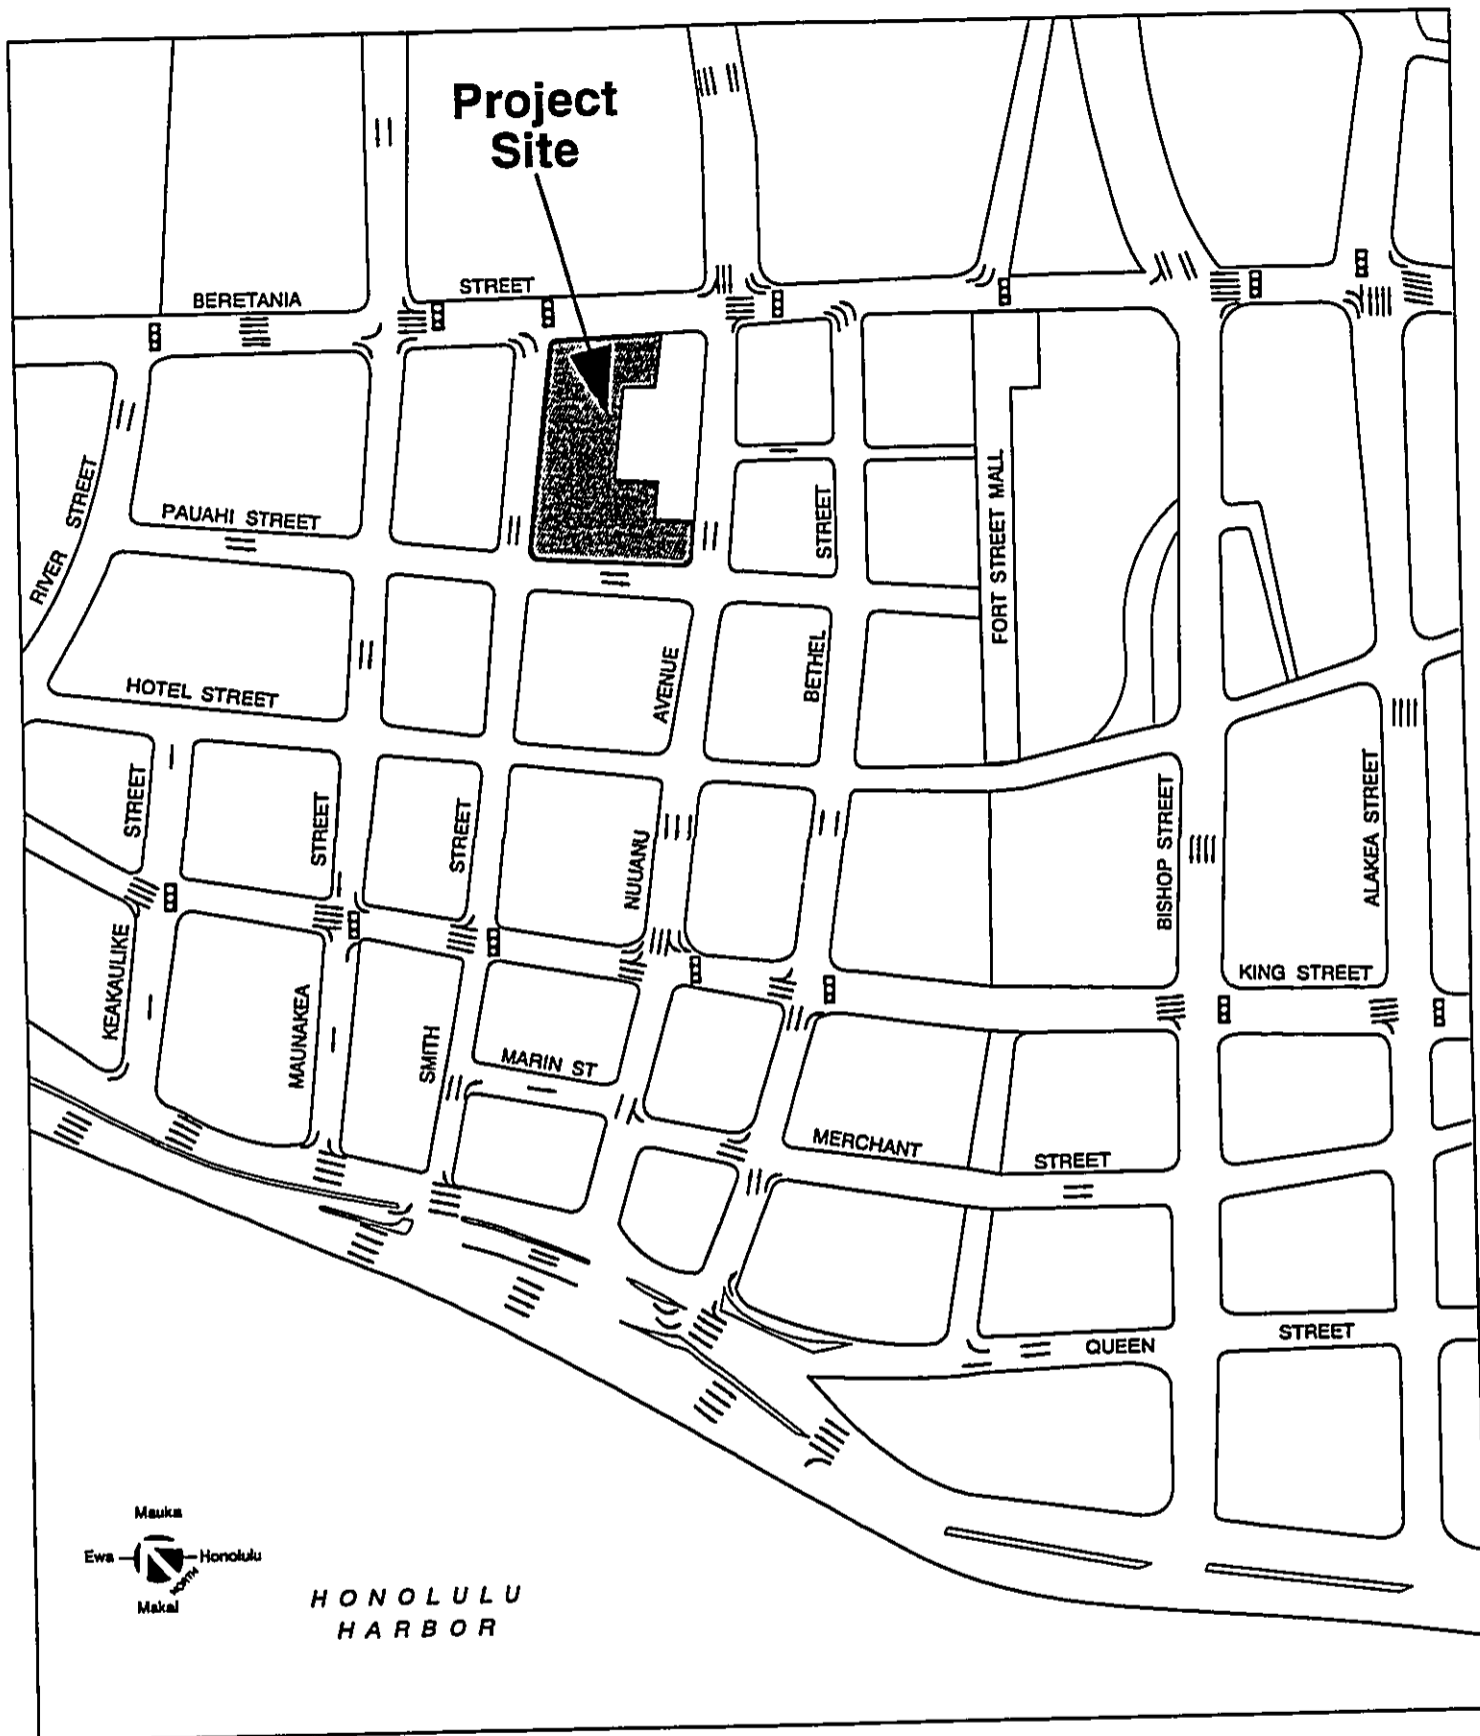 Project
Site
BERETANIA
STREET
PAUAHI STREET
RIVER STREET
STREET
FORT STREET MALL
HOTEL STREET
AVENUE
BETHEL
STREET
STREET
STREET
NUUANU
BISHOP STREET
ALAKEA STREET
KEAKAULIKE
MAUNAKEA
SMITH
KING STREET
MARIN ST
MERCHANT
STREET
QUEEN
STREET
Mauka
Ewa
Honolulu
NORTH
Makai
HONOLULU
HARBOR